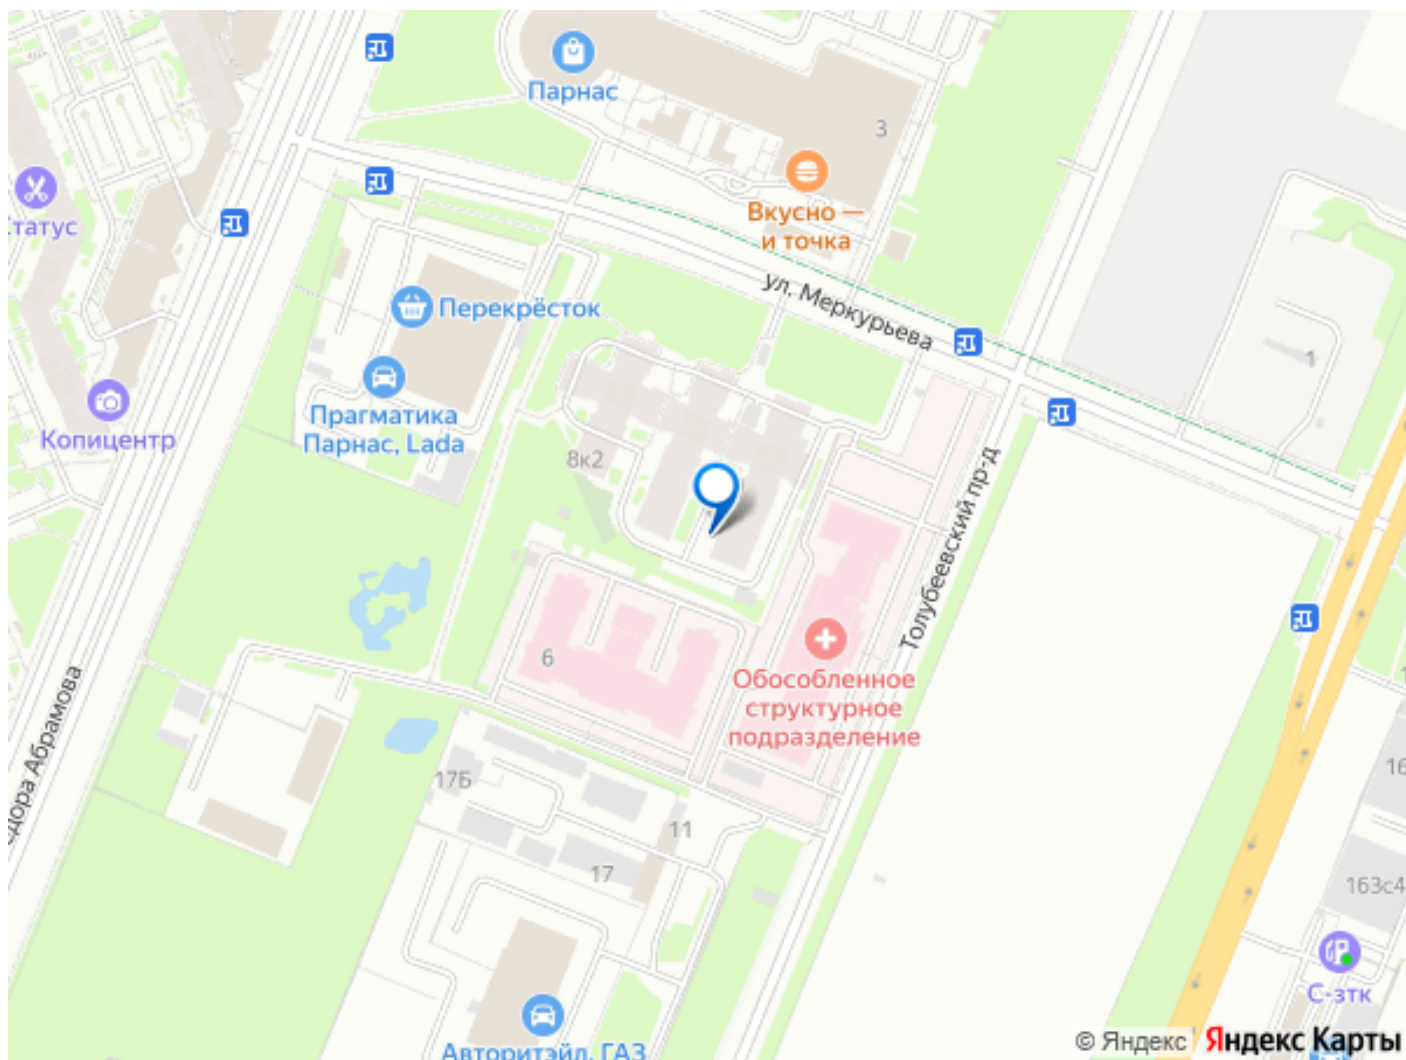 Парнас
3
Вкусно —
и точка
татус
ул. Меркурьева
Перекрёсток
1
Прагматика
Парнас, Lada
Копицентр
8к2
Толубеевский пр-д
6
Обособленное
структурное
подразделение
дора Абрамова
17Б
16
11
17
163с4
С-зтк
Авторитэйл, ГАЗ
© Яндекс Яндекс Карты